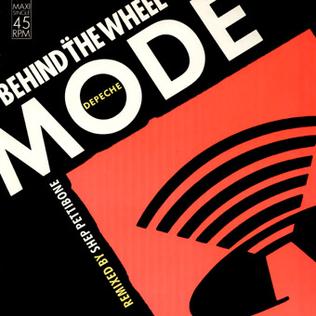 MAXI
SINGLE
45
RPM
BEHIND THE WHEEL
DEPECHE
MODE
REMIXED BY SHEP PETTIBONE